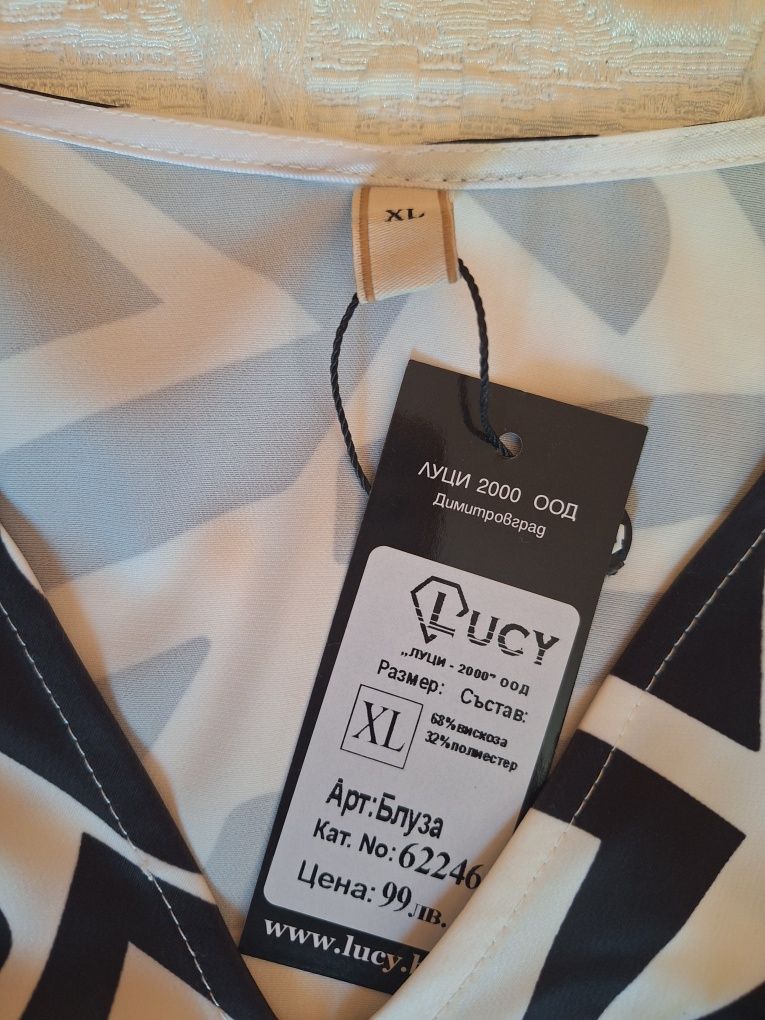 XL
ЛУЦИ 2000 ООД
Димитровград
LUCY
„ЛУЦИ - 2000" ООД
Размер: Състав:
XL
68% вискоза
32% полиестер
Арт:Блуза
Кат. No: 62246
Цена: 99лв.
www.lucy.